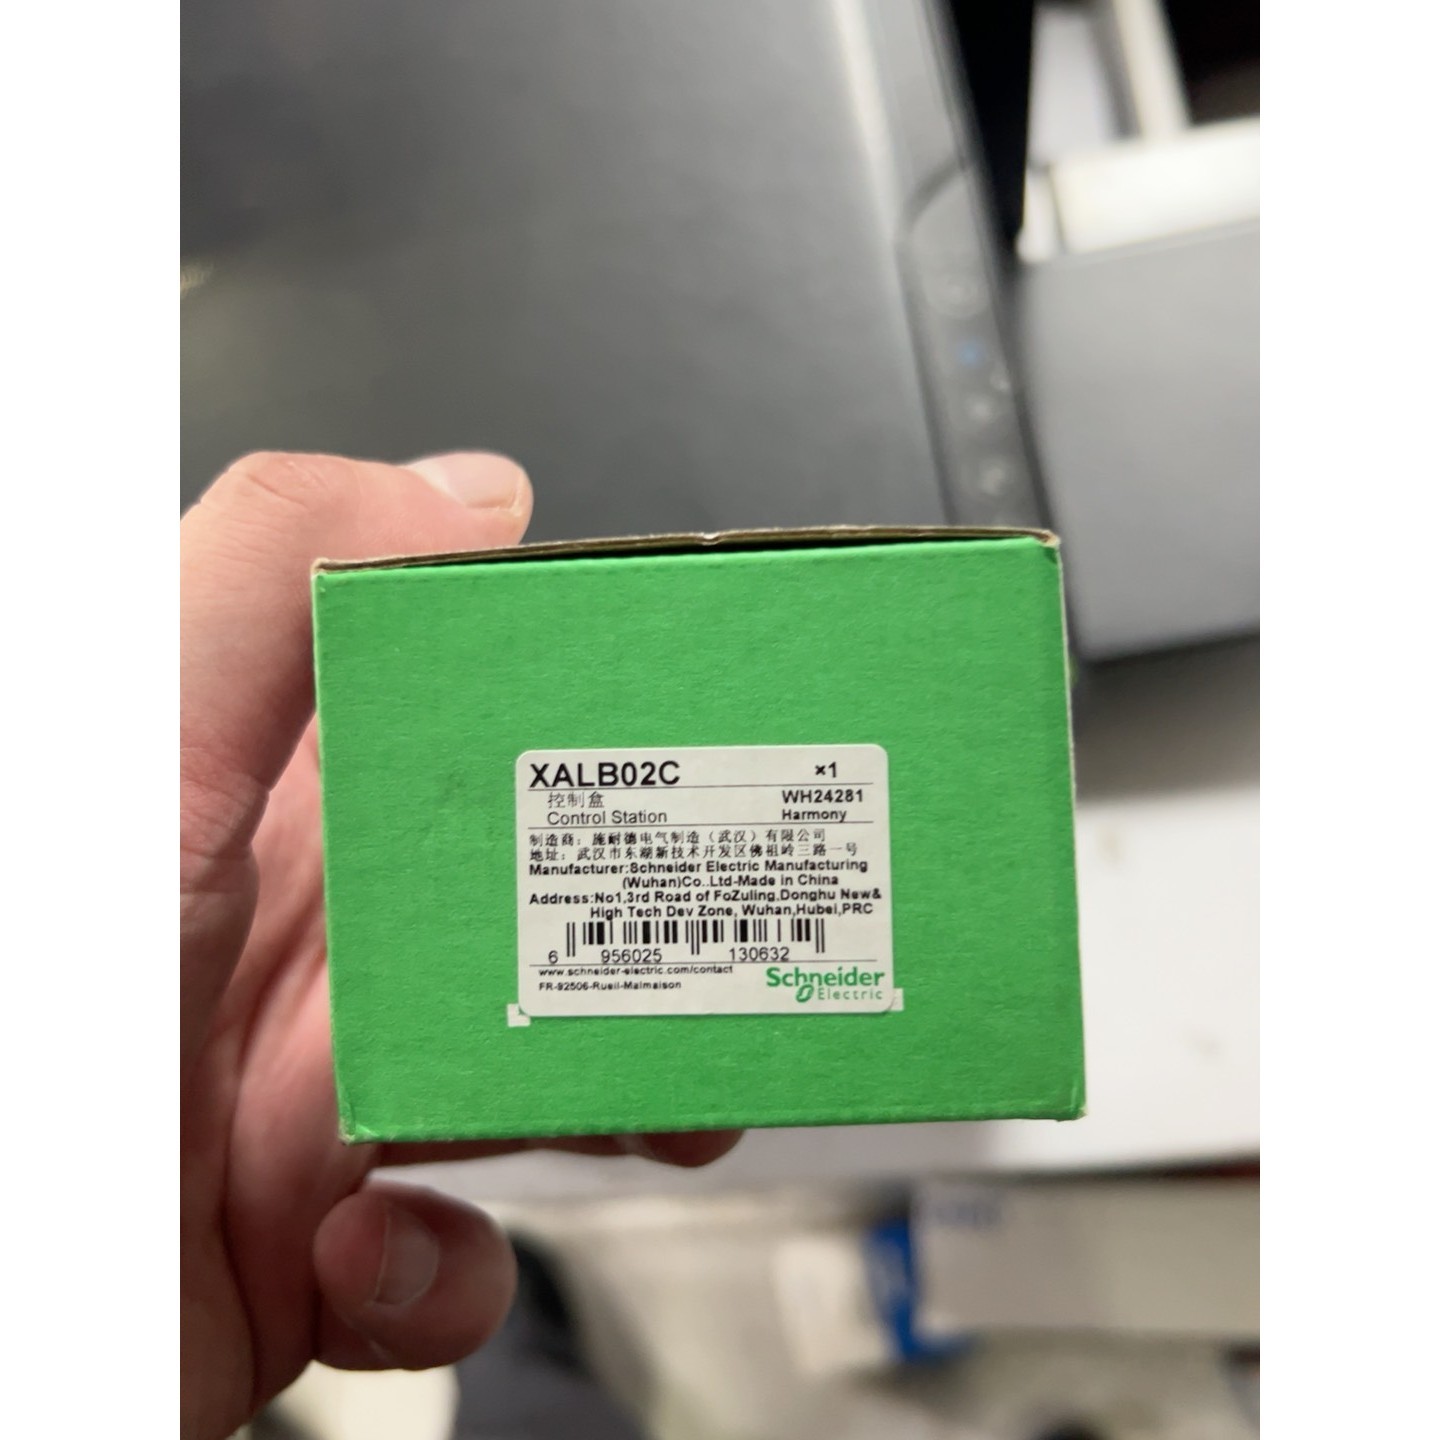 XALB02C ×1
控制盒 WH24281
Control Station Harmony
制造商：施耐德电气制造（武汉）有限公司
地址：武汉市东湖新技术开发区佛祖岭三路一号
Manufacturer:Schneider Electric Manufacturing
(Wuhan)Co.,Ltd-Made in China
Address:No1,3rd Road of FoZuling,Donghu New&
High Tech Dev Zone, Wuhan,Hubei,PRC
6 956025 130632
www.schneider-electric.com/contact
FR-92506-Rueil-Malmaison
Schneider
Electric